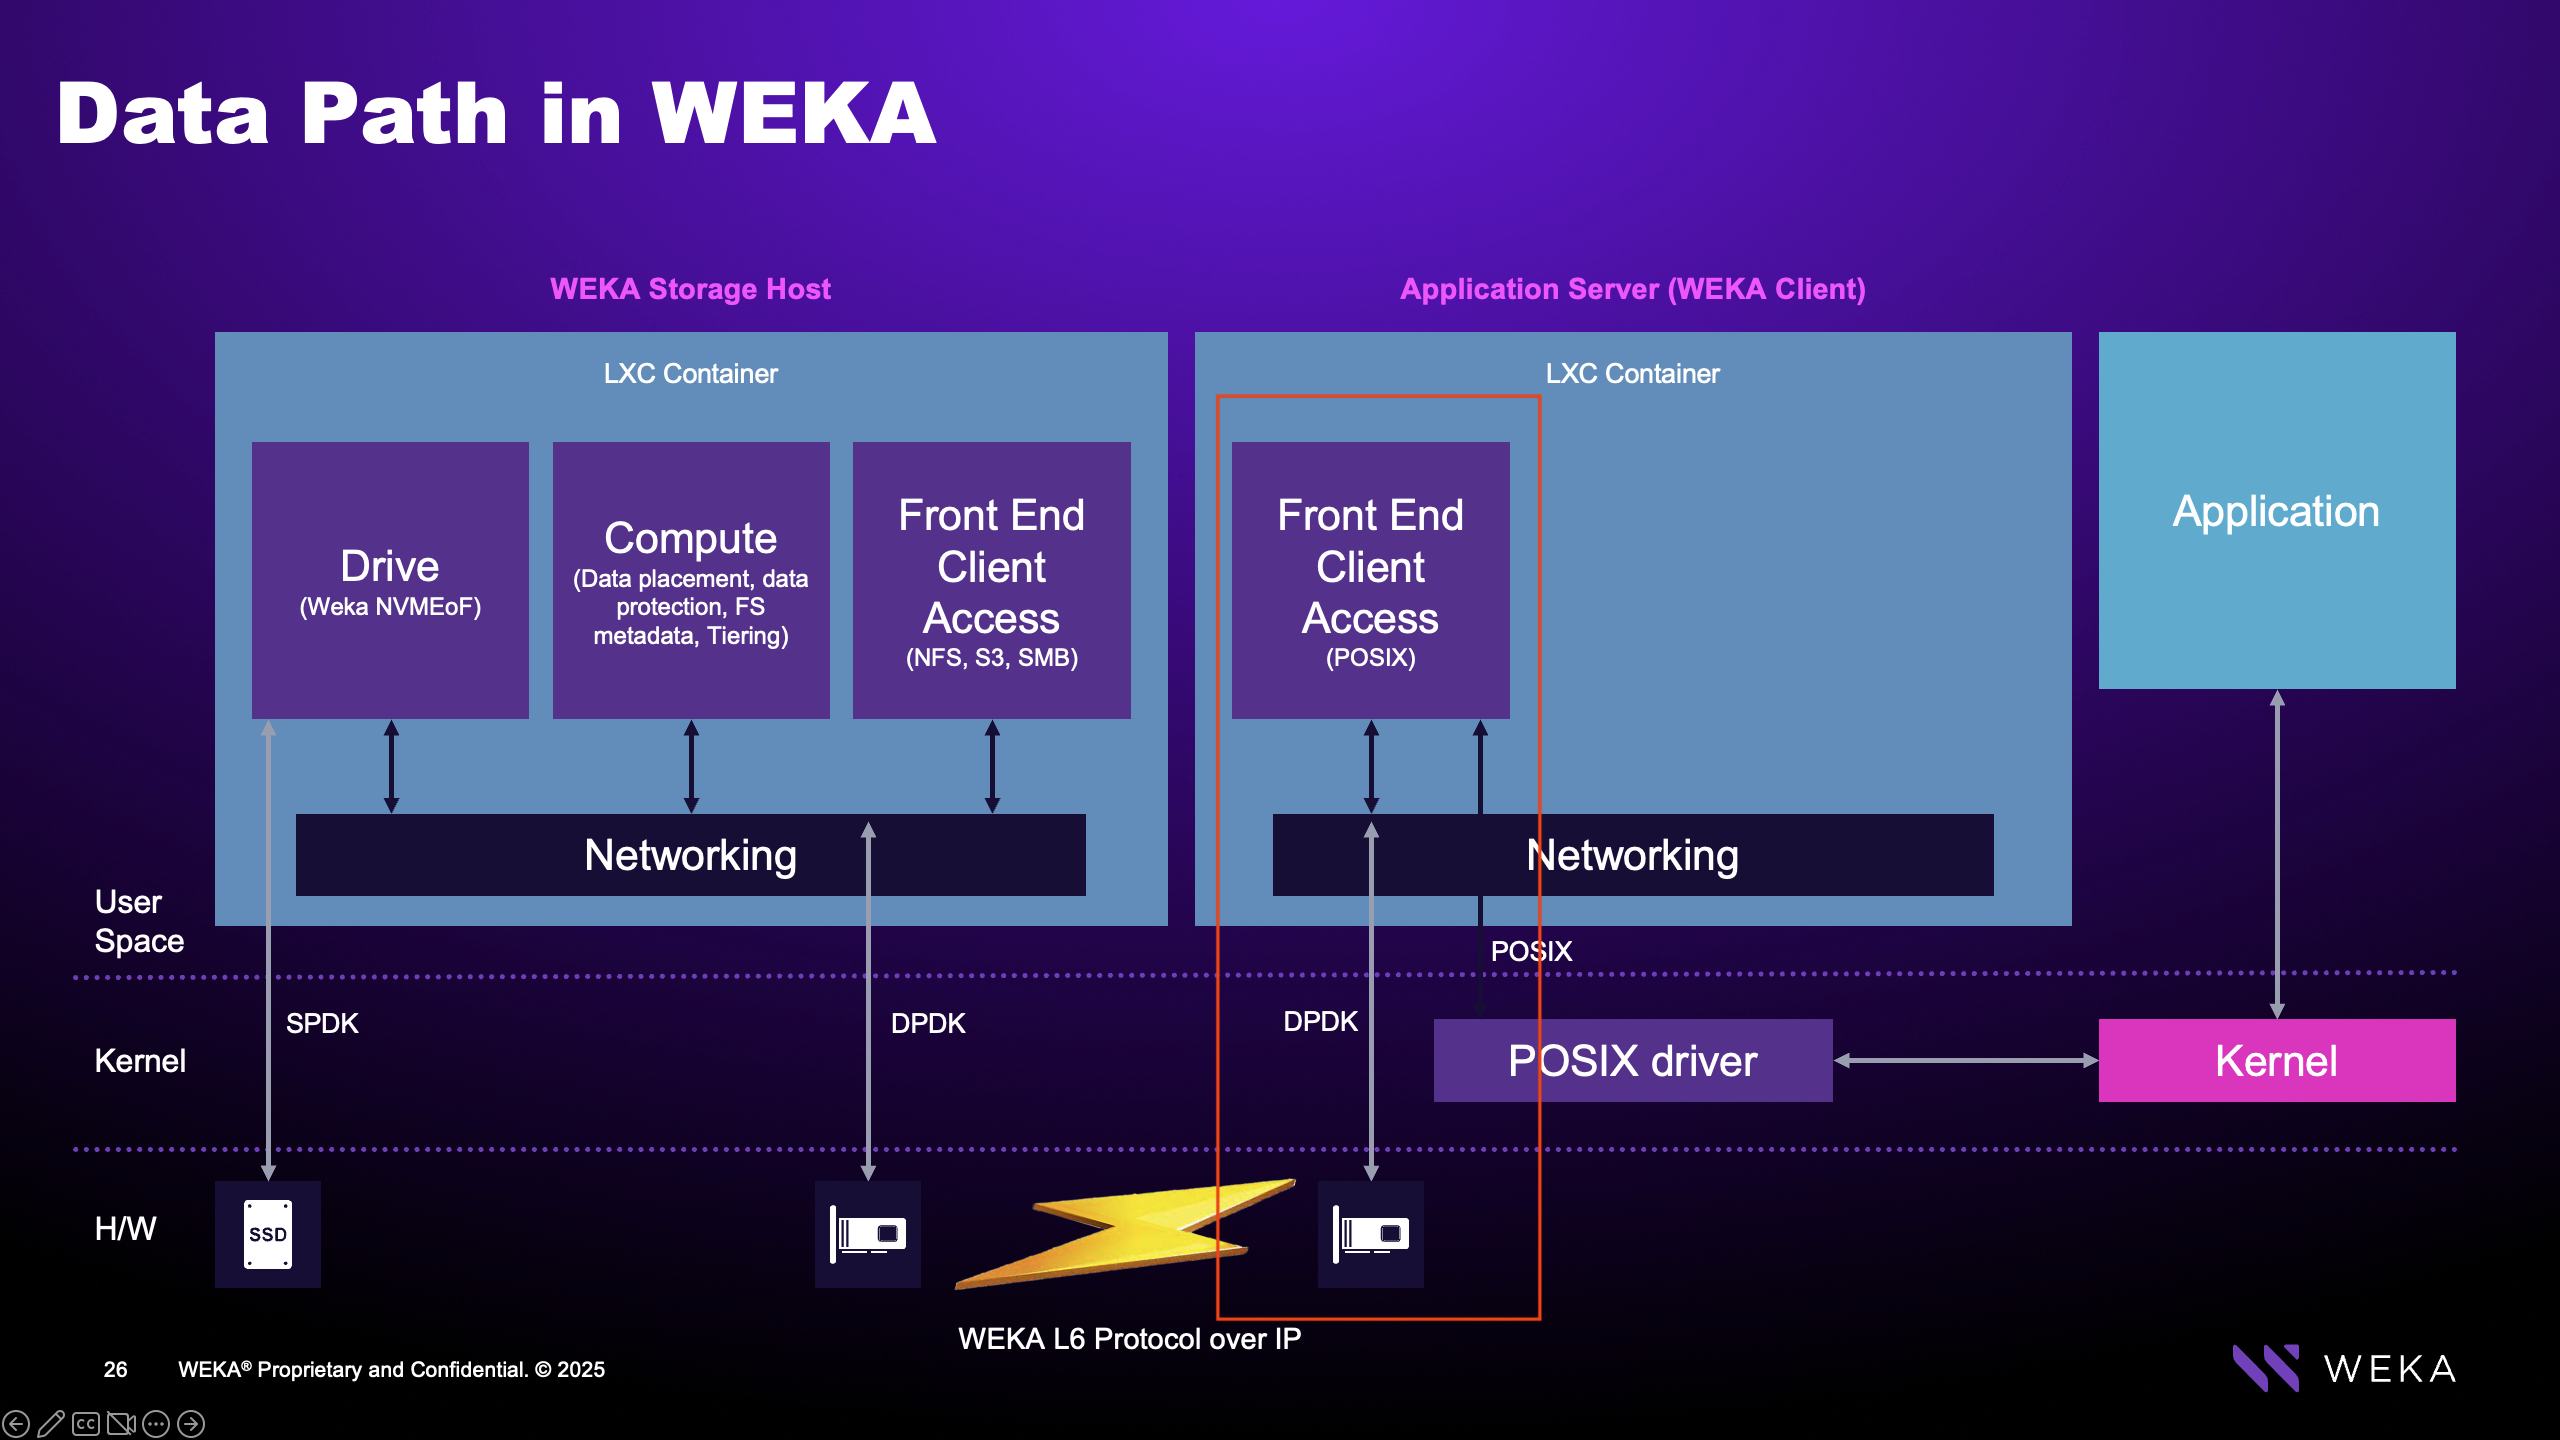 Data Path in WEKA
WEKA Storage Host
Application Server (WEKA Client)
LXC Container
LXC Container
Drive
(Weka NVMEoF)
Compute
(Data placement, data
protection, FS
metadata, Tiering)
Front End
Client
Access
(NFS, S3, SMB)
Front End
Client
Access
(POSIX)
Application
Networking
Networking
User
Space
POSIX
SPDK
DPDK
DPDK
Kernel
POSIX driver
Kernel
H/W
SSD
WEKA L6 Protocol over IP
26
WEKA® Proprietary and Confidential. © 2025
WEKA
CC